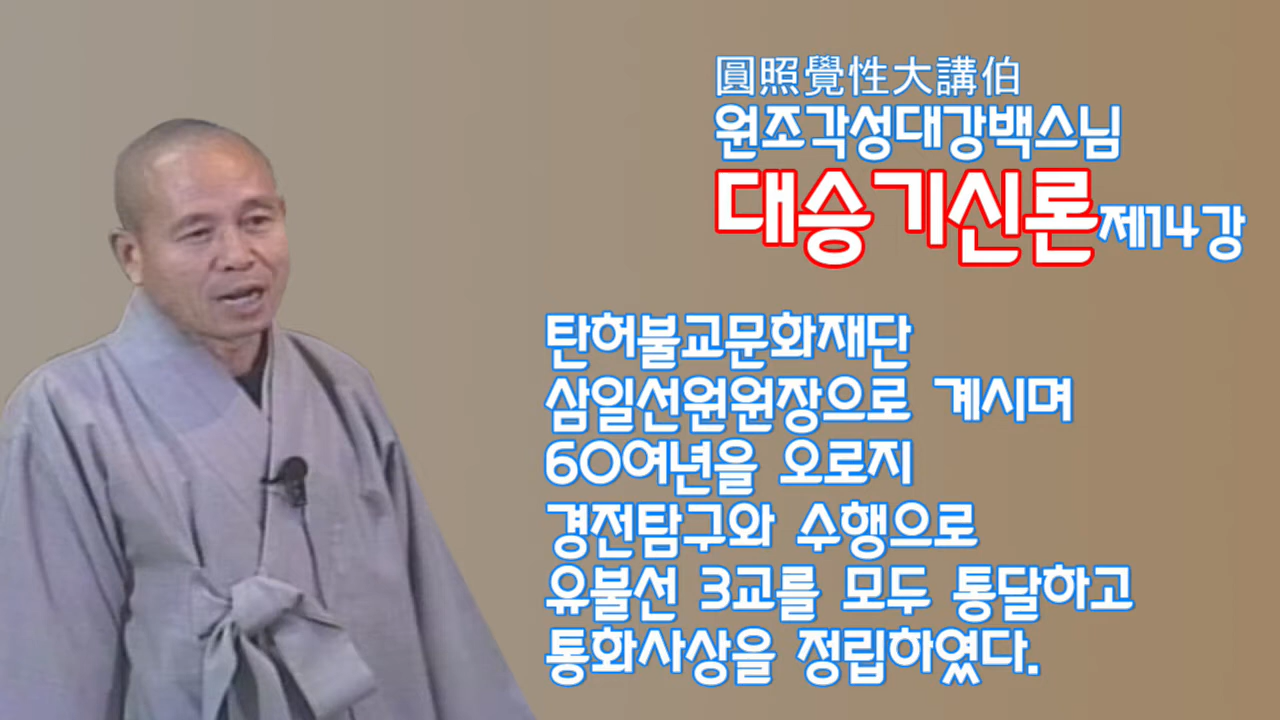 圓照覺性大講伯
원조각성대강백스님
대승기신론제14강
탄허불교문화재단
삼일선원원장으로 계시며
60여년을 오로지
경전탐구와 수행으로
유불선 3교를 모두 통달하고
통화사상을 정립하였다.